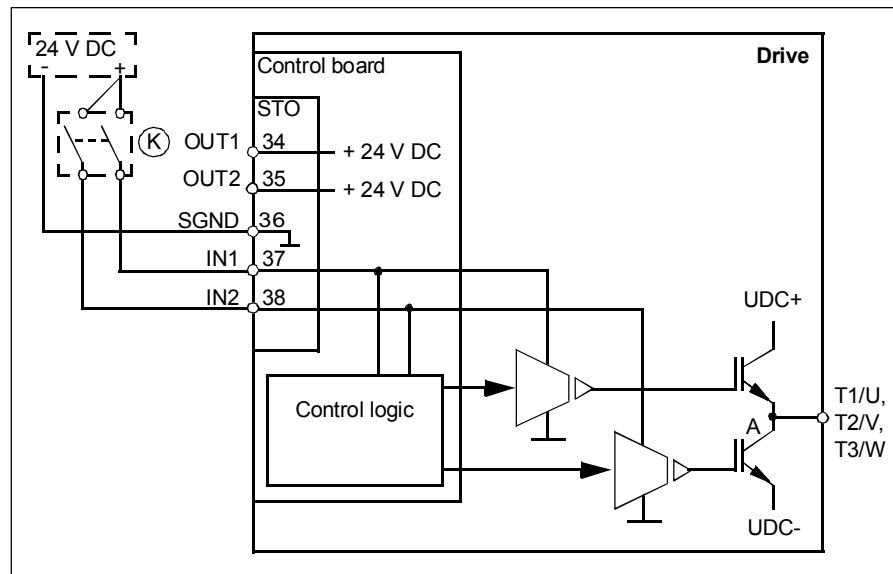 24 V DC
- +
Control board
Drive
STO
K
OUT1 34 + 24 V DC
OUT2 35 + 24 V DC
SGND 36
IN1 37
IN2 38
UDC+
Control logic
A
T1/U,
T2/V,
T3/W
UDC-